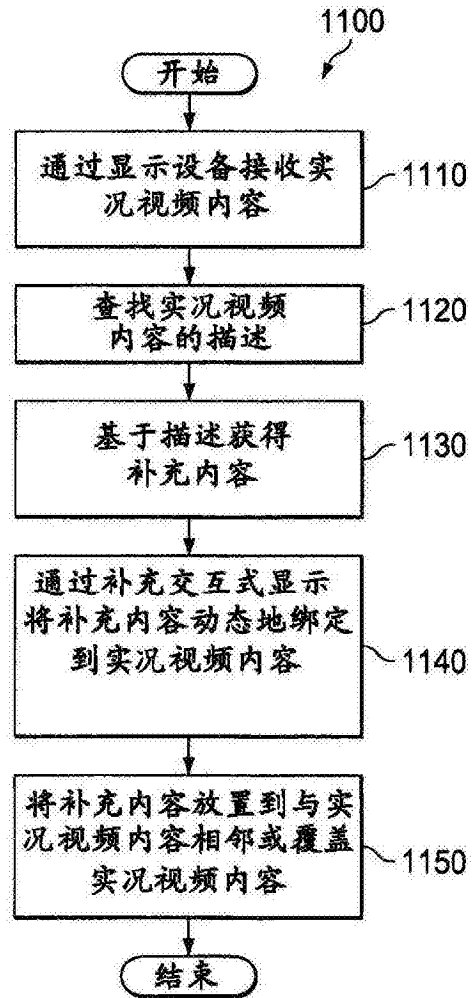 1100
开始
通过显示设备接收实
况视频内容
1110
查找实况视频
内容的描述
1120
基于描述获得
补充内容
1130
通过补充交互式显示
将补充内容动态地绑定
到实况视频内容
1140
将补充内容放置到与实
况视频内容相邻或覆盖
实况视频内容
1150
结束